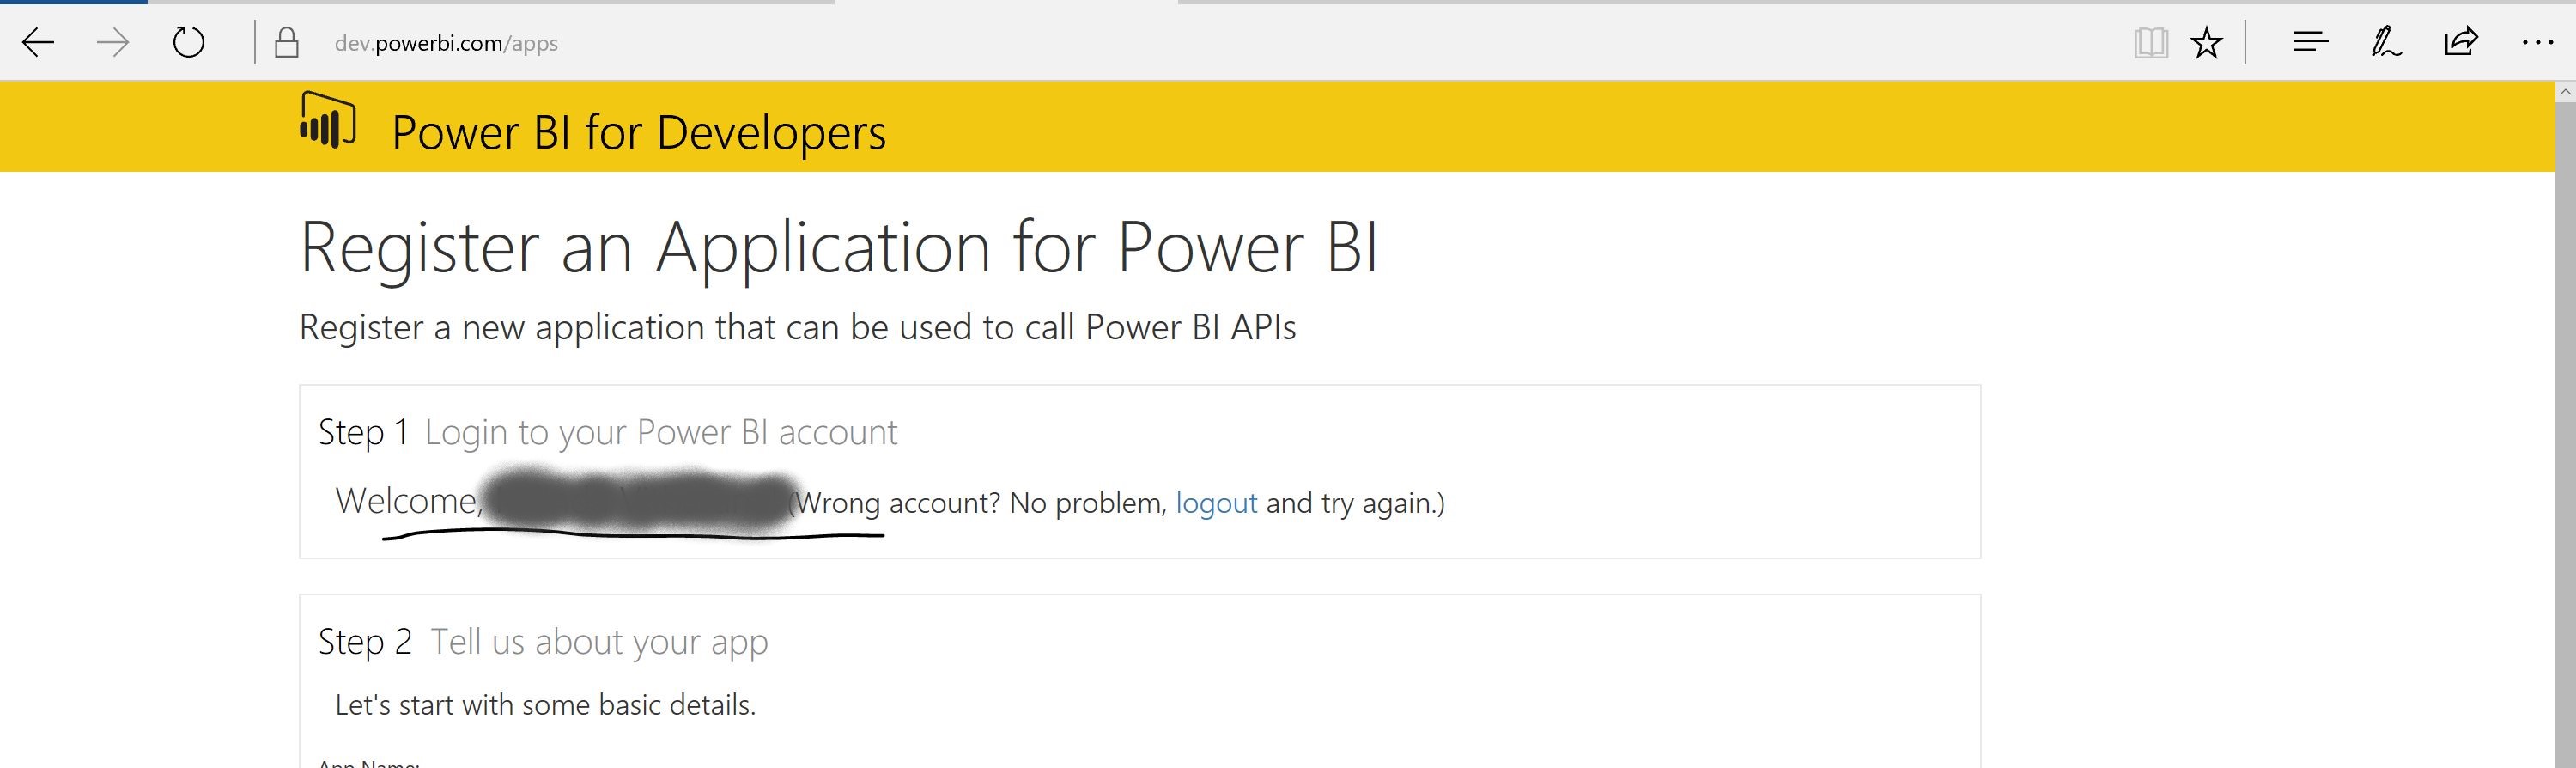 dev.powerbi.com/apps
Power BI for Developers
Register an Application for Power BI
Register a new application that can be used to call Power BI APIs
Step 1 Login to your Power BI account
Welcome, (Wrong account? No problem, logout and try again.)
Step 2 Tell us about your app
Let's start with some basic details.
App Name: